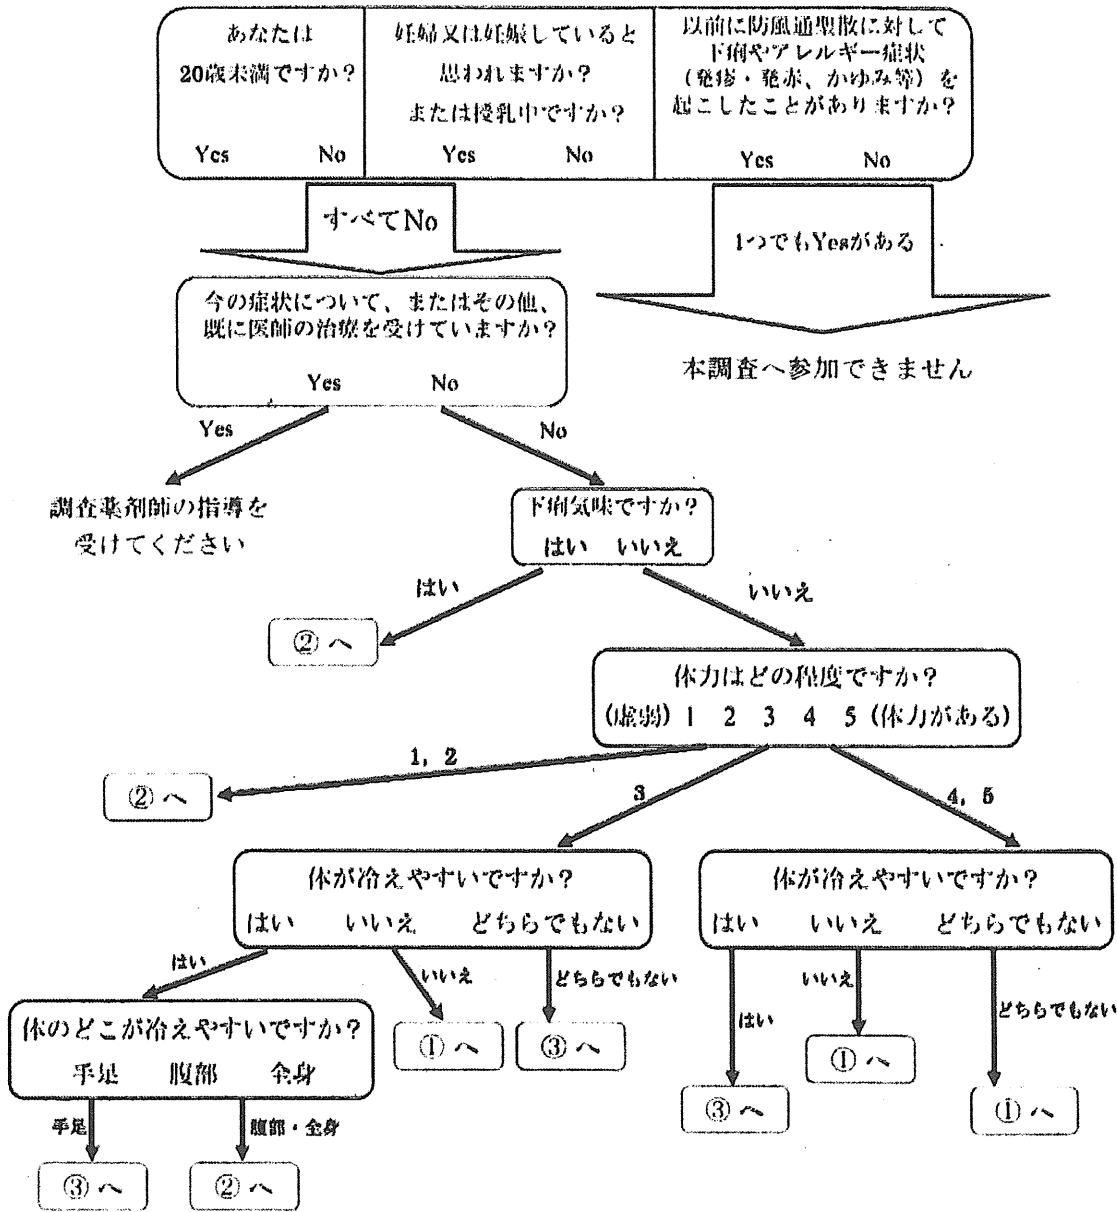 あなたは
20歳未満ですか？
Yes No
妊婦又は妊娠していると
思われますか？
または授乳中ですか？
Yes No
以前に防風通聖散に対して
下痢やアレルギー症状
（発疹・発赤、かゆみ等）を
起こしたことがありますか？
Yes No
すべてNo
1つでもYesがある
今の症状について、またはその他、
既に医師の治療を受けていますか？
Yes No
本調査へ参加できません
Yes
No
調査薬剤師の指導を
受けてください
下痢気味ですか？
はい いいえ
はい
いいえ
②へ
体力はどの程度ですか？
（虚弱）1 2 3 4 5（体力がある）
1, 2
3
4, 5
②へ
体が冷えやすいですか？
はい いいえ どちらでもない
体が冷えやすいですか？
はい いいえ どちらでもない
はい
いいえ
どちらでもない
はい
いいえ
どちらでもない
体のどこが冷えやすいですか？
手足 腹部 全身
①へ
③へ
③へ
①へ
①へ
手足
腹部・全身
③へ
②へ